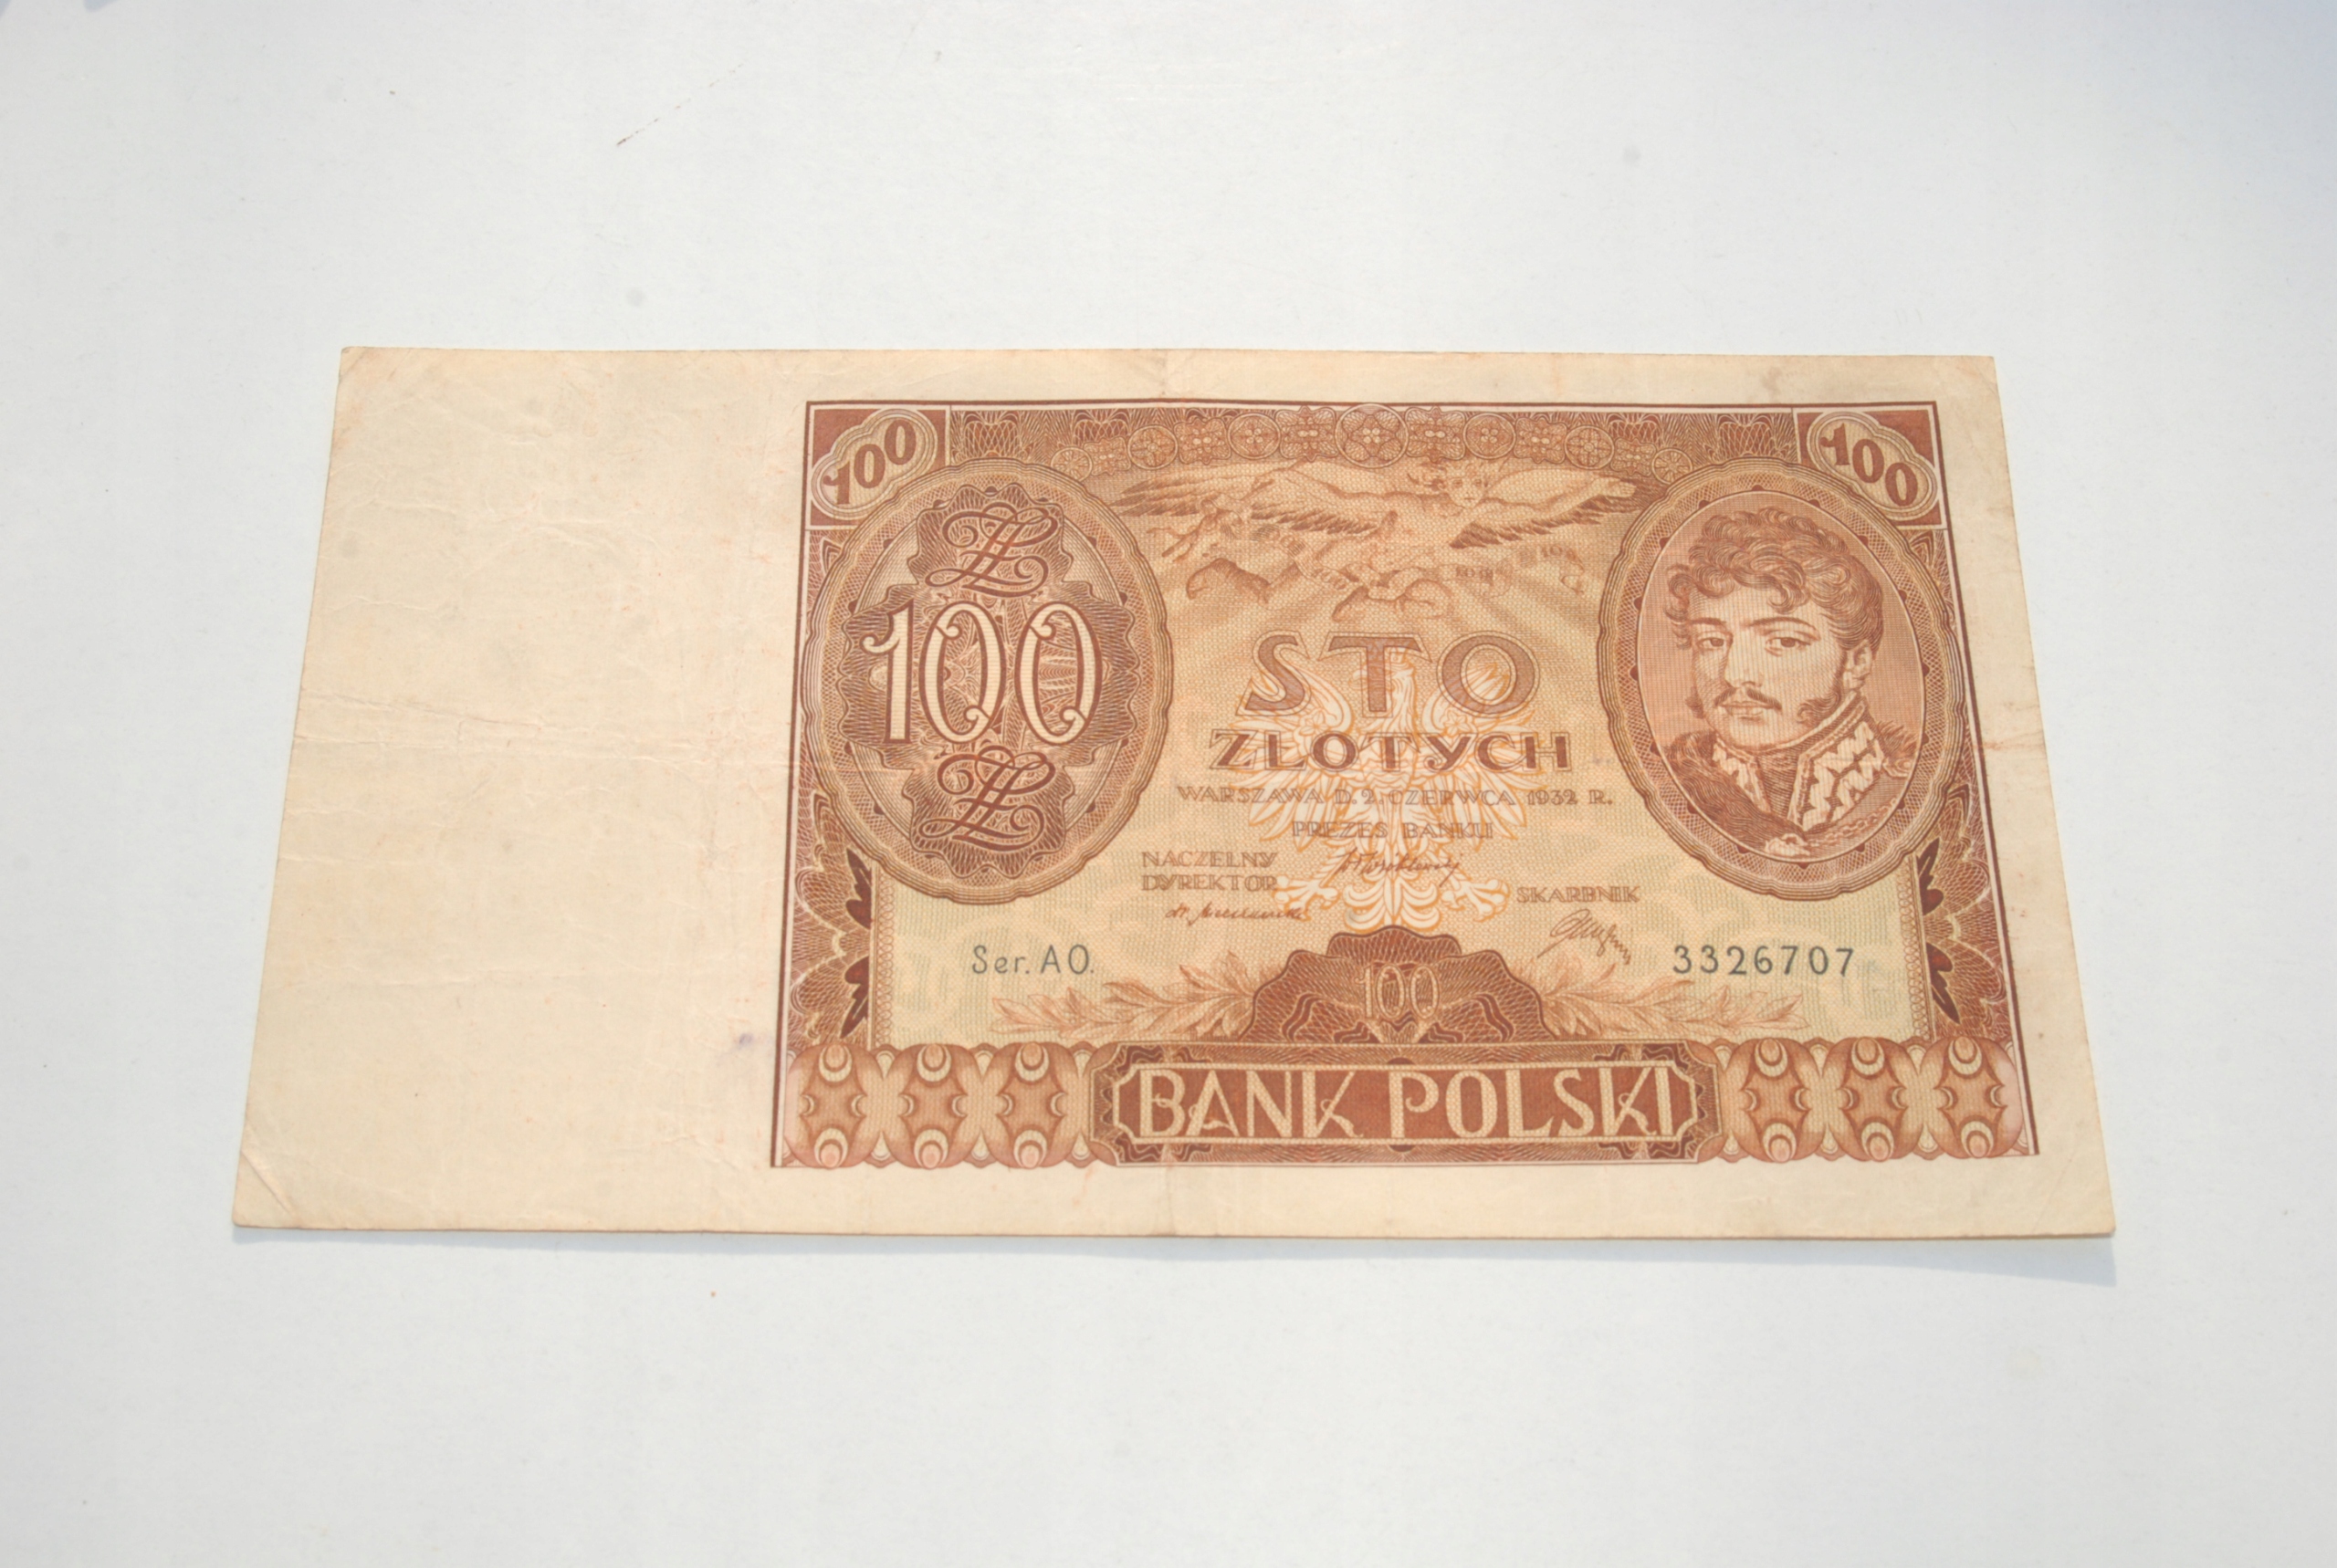 100
100
100
STO
ZŁOTYCH
WARSZAWA D. 2 CZERWCA 1932 R.
PREZES BANKU
NACZELNY
DYREKTOR
SKARBNIK
Ser. AO.
3326707
100
BANK POLSKI